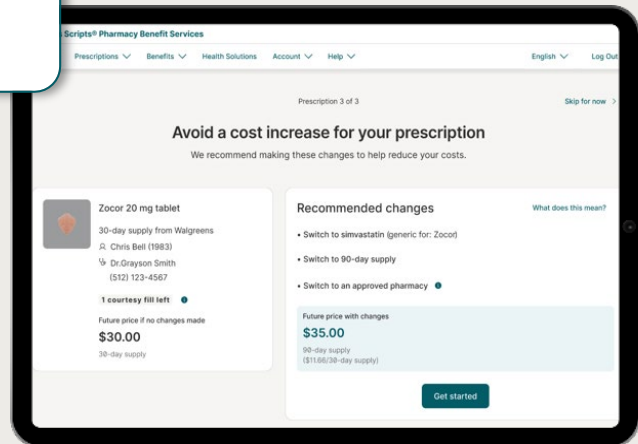 Scripts® Pharmacy Benefit Services
Prescriptions Benefits Health Solutions Account Help English Log Out
Prescription 3 of 3 Skip for now
Avoid a cost increase for your prescription
We recommend making these changes to help reduce your costs.
Zocor 20 mg tablet
30-day supply from Walgreens
Chris Bell (1983)
Dr.Grayson Smith
(512) 123-4567
1 courtesy fill left
Future price if no changes made
$30.00
30-day supply
Recommended changes What does this mean?
• Switch to simvastatin (generic for: Zocor)
• Switch to 90-day supply
• Switch to an approved pharmacy
Future price with changes
$35.00
90-day supply
($11.66/30-day supply)
Get started